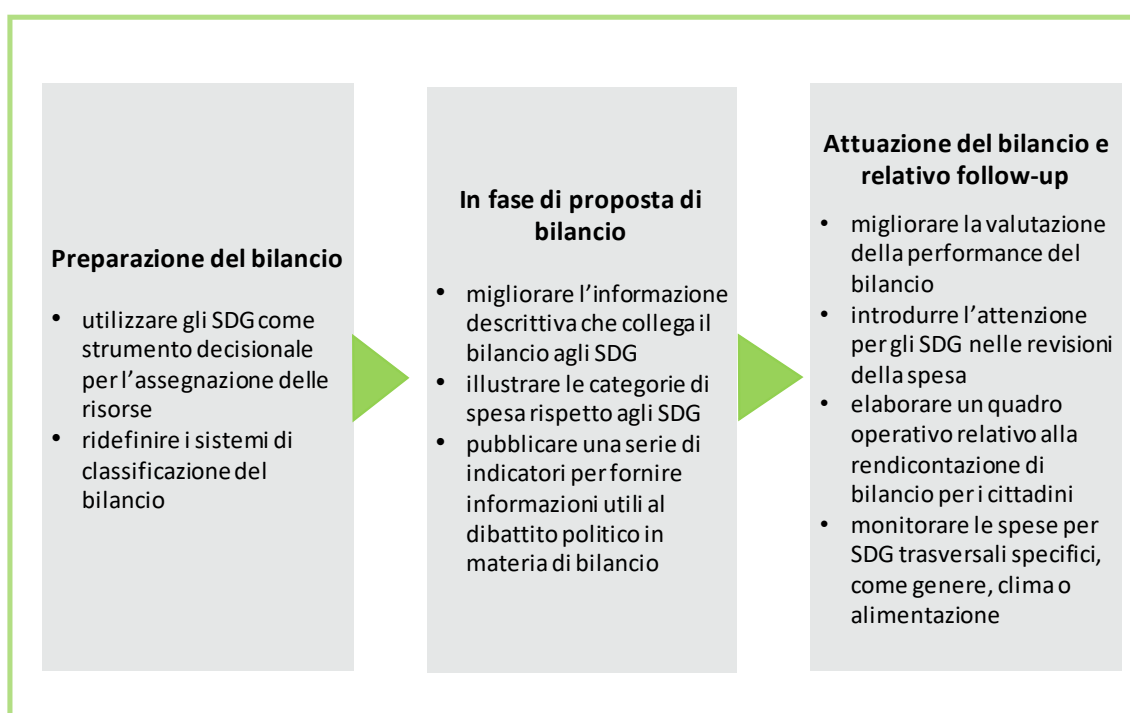 Preparazione del bilancio
• utilizzare gli SDG come
strumento decisionale
per l’assegnazione delle
risorse
• ridefinire i sistemi di
classificazione del
bilancio
In fase di proposta di
bilancio
• migliorare l’informazione
descrittiva che collega il
bilancio agli SDG
• illustrare le categorie di
spesa rispetto agli SDG
• pubblicare una serie di
indicatori per fornire
informazioni utili al
dibattito politico in
materia di bilancio
Attuazione del bilancio e
relativo follow-up
• migliorare la valutazione
della performance del
bilancio
• introdurre l’attenzione
per gli SDG nelle revisioni
della spesa
• elaborare un quadro
operativo relativo alla
rendicontazione di
bilancio per i cittadini
• monitorare le spese per
SDG trasversali specifici,
come genere, clima o
alimentazione